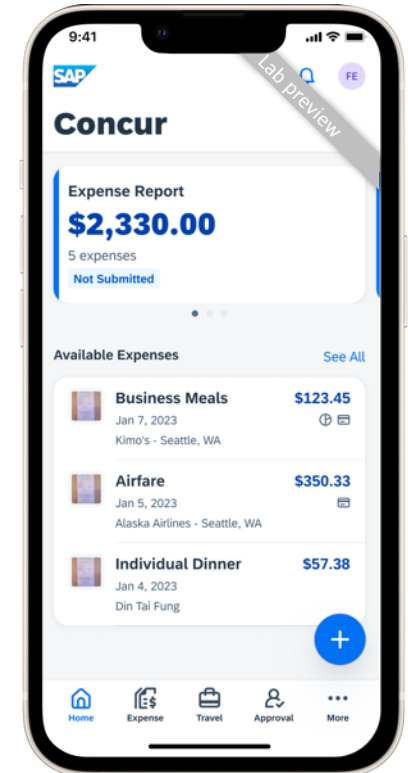 9:41
SAP
FE
Lab preview
Concur
Expense Report
$2,330.00
5 expenses
Not Submitted
Available Expenses
See All
Business Meals
$123.45
Jan 7, 2023
Kimo's - Seattle, WA
Airfare
$350.33
Jan 5, 2023
Alaska Airlines - Seattle, WA
Individual Dinner
$57.38
Jan 4, 2023
Din Tai Fung
+
Home
Expense
Travel
Approval
More